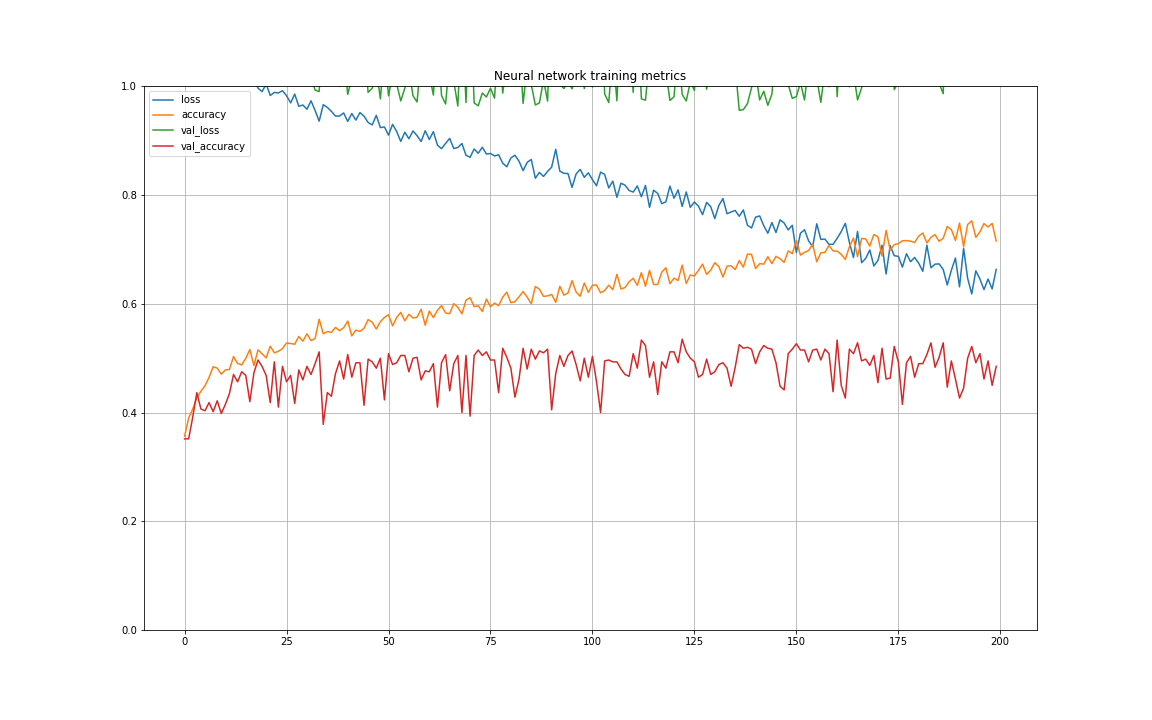 Neural network training metrics
1.0
loss
accuracy
val_loss
val_accuracy
0.8
0.6
0.4
0.2
0.0
0 25 50 75 100 125 150 175 200